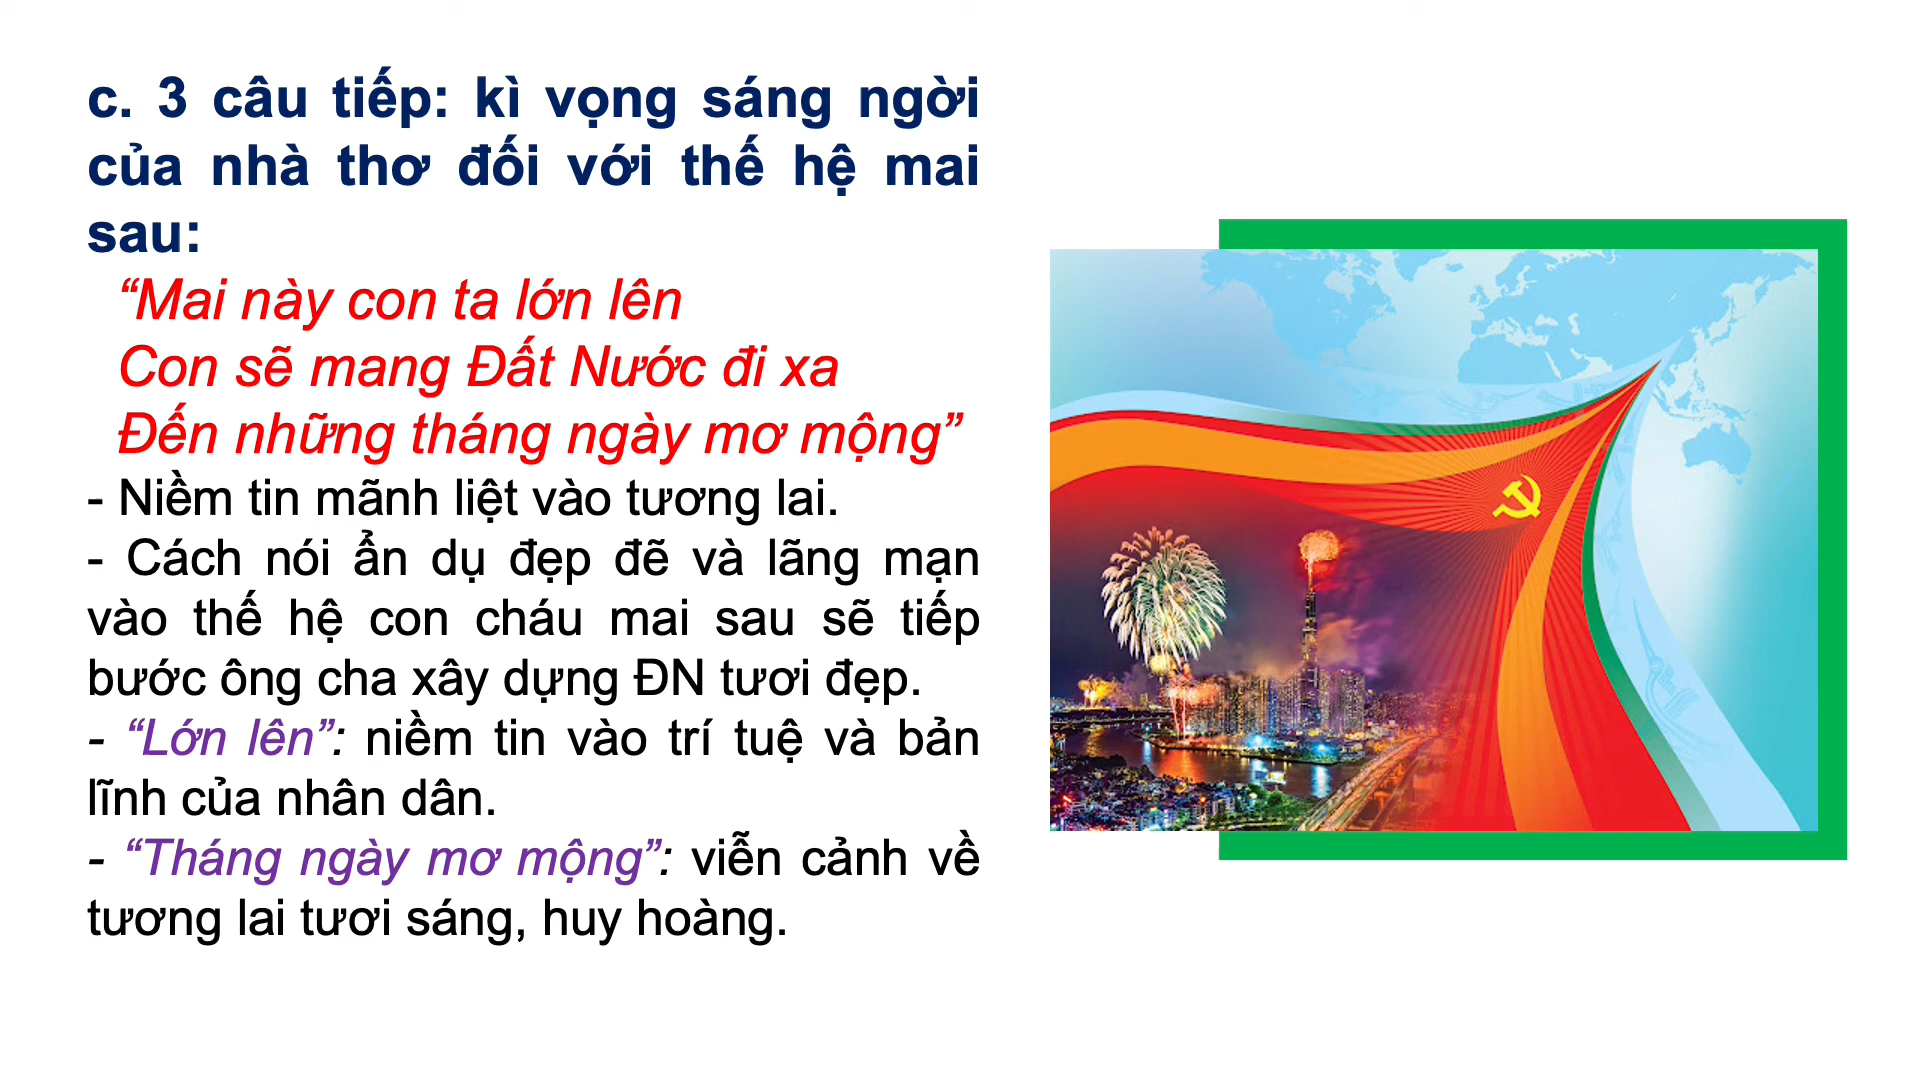 c. 3 câu tiếp: kì vọng sáng ngời
của nhà thơ đối với thế hệ mai
sau:
“Mai này con ta lớn lên
Con sẽ mang Đất Nước đi xa
Đến những tháng ngày mơ mộng”
- Niềm tin mãnh liệt vào tương lai.
- Cách nói ẩn dụ đẹp đẽ và lãng mạn
vào thế hệ con cháu mai sau sẽ tiếp
bước ông cha xây dựng ĐN tươi đẹp.
- “Lớn lên”: niềm tin vào trí tuệ và bản
lĩnh của nhân dân.
- “Tháng ngày mơ mộng”: viễn cảnh về
tương lai tươi sáng, huy hoàng.